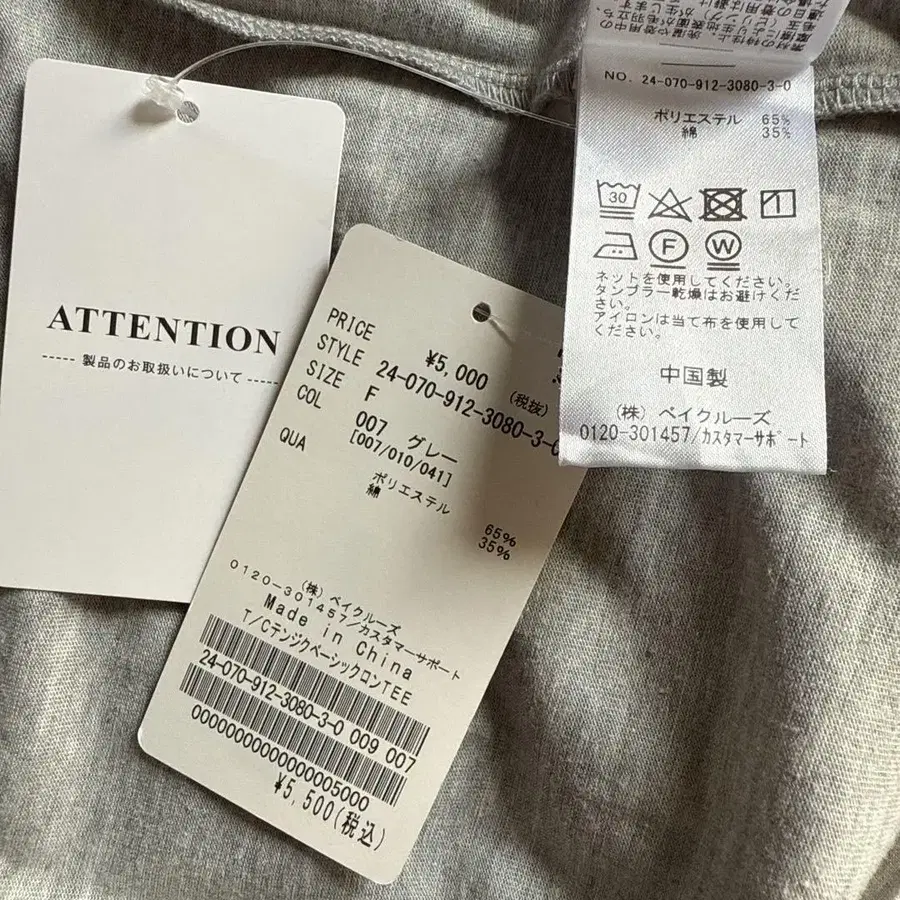 ATTENTION
----- 製品のお取扱いについて -----
PRICE ¥5,000 (税抜)
STYLE 24-070-912-3080-3-0
SIZE F
COL 007 グレー
[007/010/041]
QUA ポリエステル 65%
綿 35%
(株) ベイクルーズ
0120-301457/カスタマーサポート
Made in China
T/CテンジクベーシックロンTEE
24-070-912-3080-3-0 009 007
¥5,500(税込)
NO. 24-070-912-3080-3-0
ポリエステル 65%
綿 35%
30
F W
ネットを使用してください。
タンブラー乾燥はお避けくだ
さい。
アイロンは当て布を使用して
ください。
中国製
(株) ベイクルーズ
0120-301457/カスタマーサポート